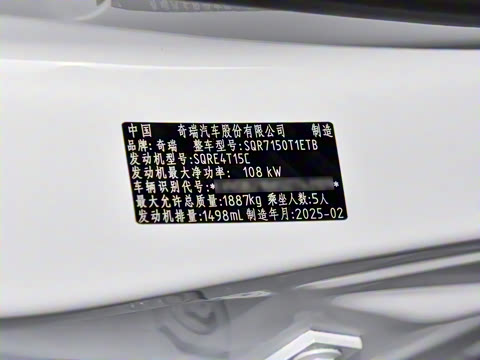 中国 奇瑞汽车股份有限公司 制造
品牌: 奇瑞 整车型号:SQR7150T1ETB
发动机型号:SQRE4T15C
发动机最大净功率: 108 kW
车辆识别代号:* *
最大允许总质量:1887kg 乘坐人数:5人
发动机排量:1498mL 制造年月:2025-02